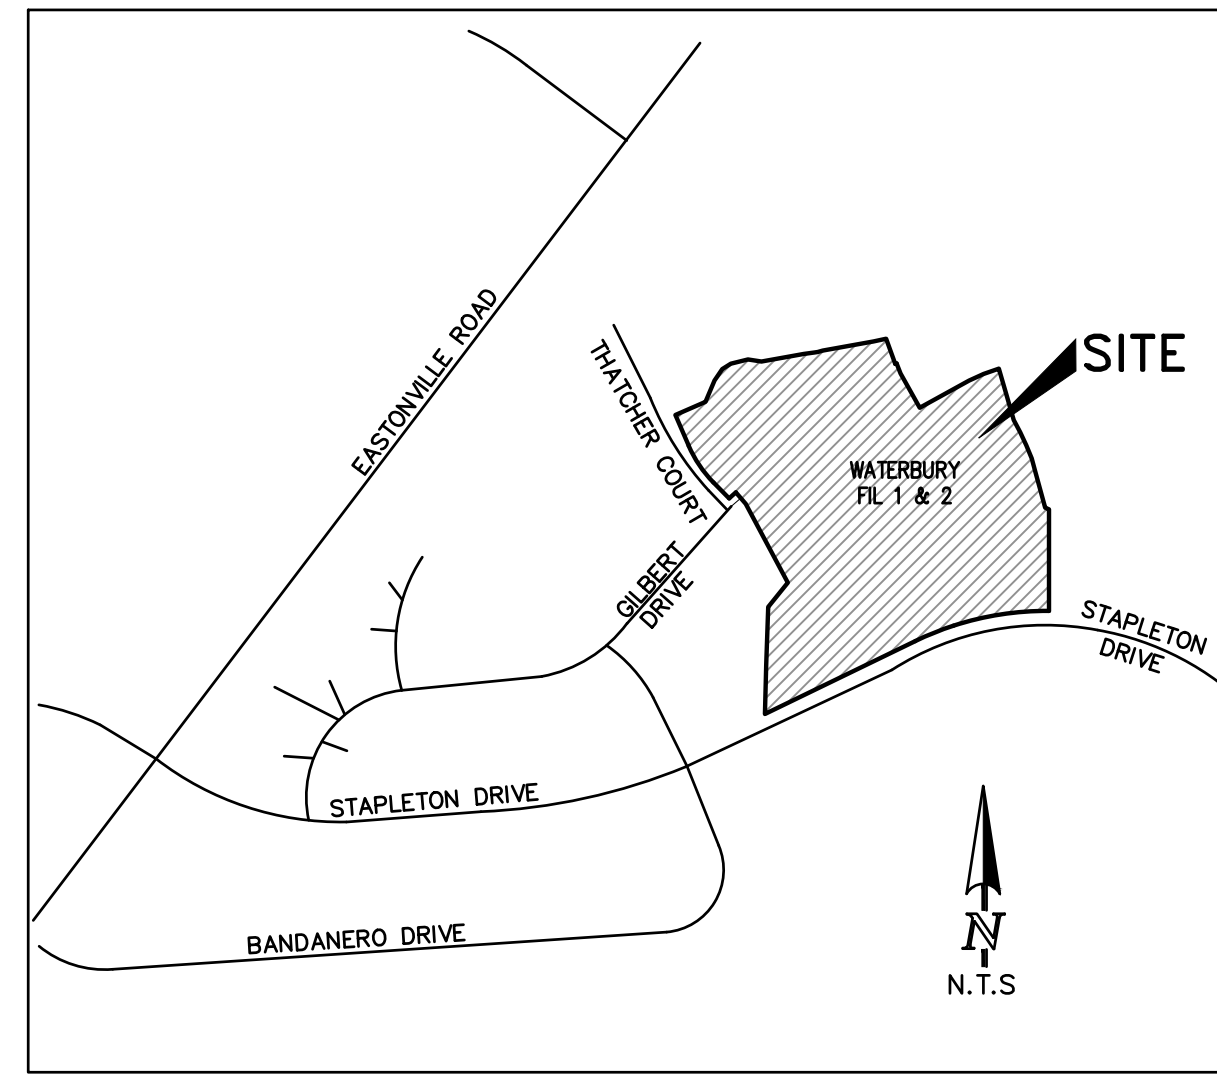 EASTONVILLE ROAD
THATCHER COURT
SITE
WATERBURY
FIL 1 & 2
GILBERT
DRIVE
STAPLETON
DRIVE
STAPLETON DRIVE
BANDANERO DRIVE
N
N.T.S